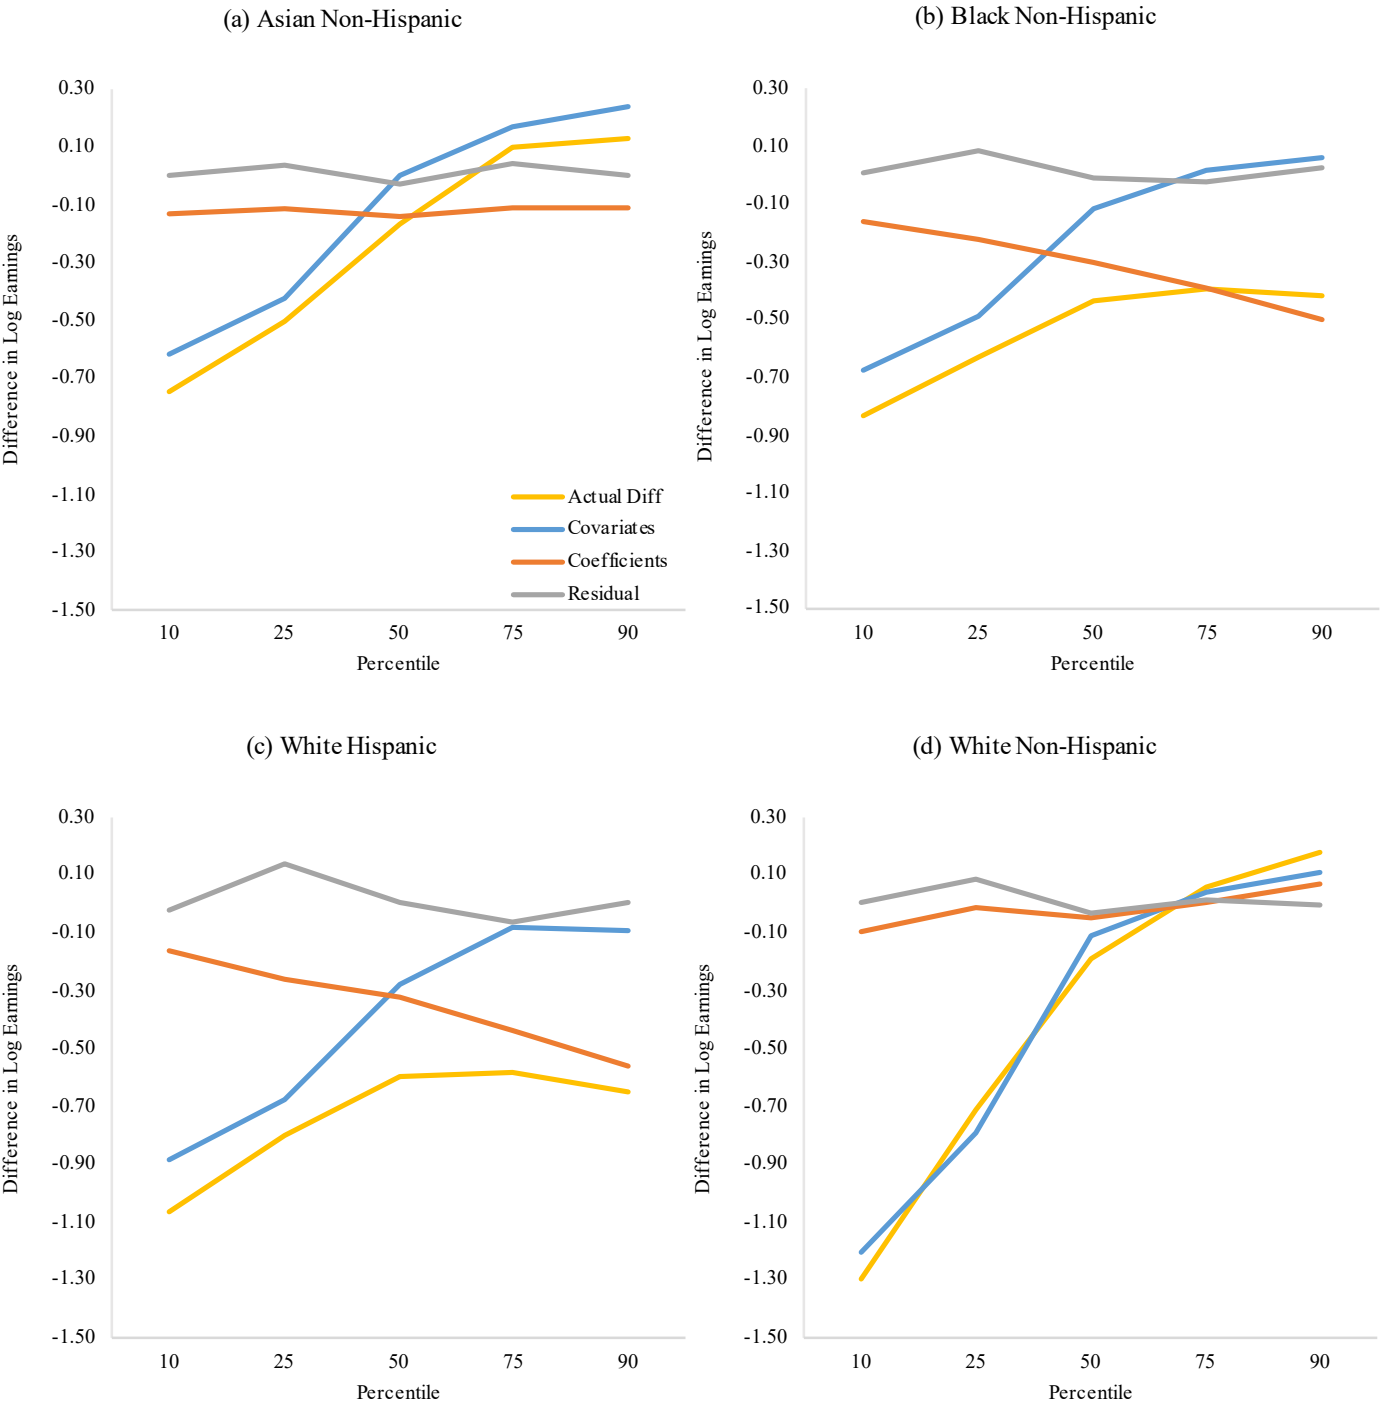 (a) Asian Non-Hispanic
Difference in Log Earnings
0.30
0.10
-0.10
-0.30
-0.50
-0.70
-0.90
-1.10
-1.30
-1.50
Actual Diff
Covariates
Coefficients
Residual
10 25 50 75 90
Percentile
(b) Black Non-Hispanic
Difference in Log Earnings
0.30
0.10
-0.10
-0.30
-0.50
-0.70
-0.90
-1.10
-1.30
-1.50
10 25 50 75 90
Percentile
(c) White Hispanic
Difference in Log Earnings
0.30
0.10
-0.10
-0.30
-0.50
-0.70
-0.90
-1.10
-1.30
-1.50
10 25 50 75 90
Percentile
(d) White Non-Hispanic
Difference in Log Earnings
0.30
0.10
-0.10
-0.30
-0.50
-0.70
-0.90
-1.10
-1.30
-1.50
10 25 50 75 90
Percentile